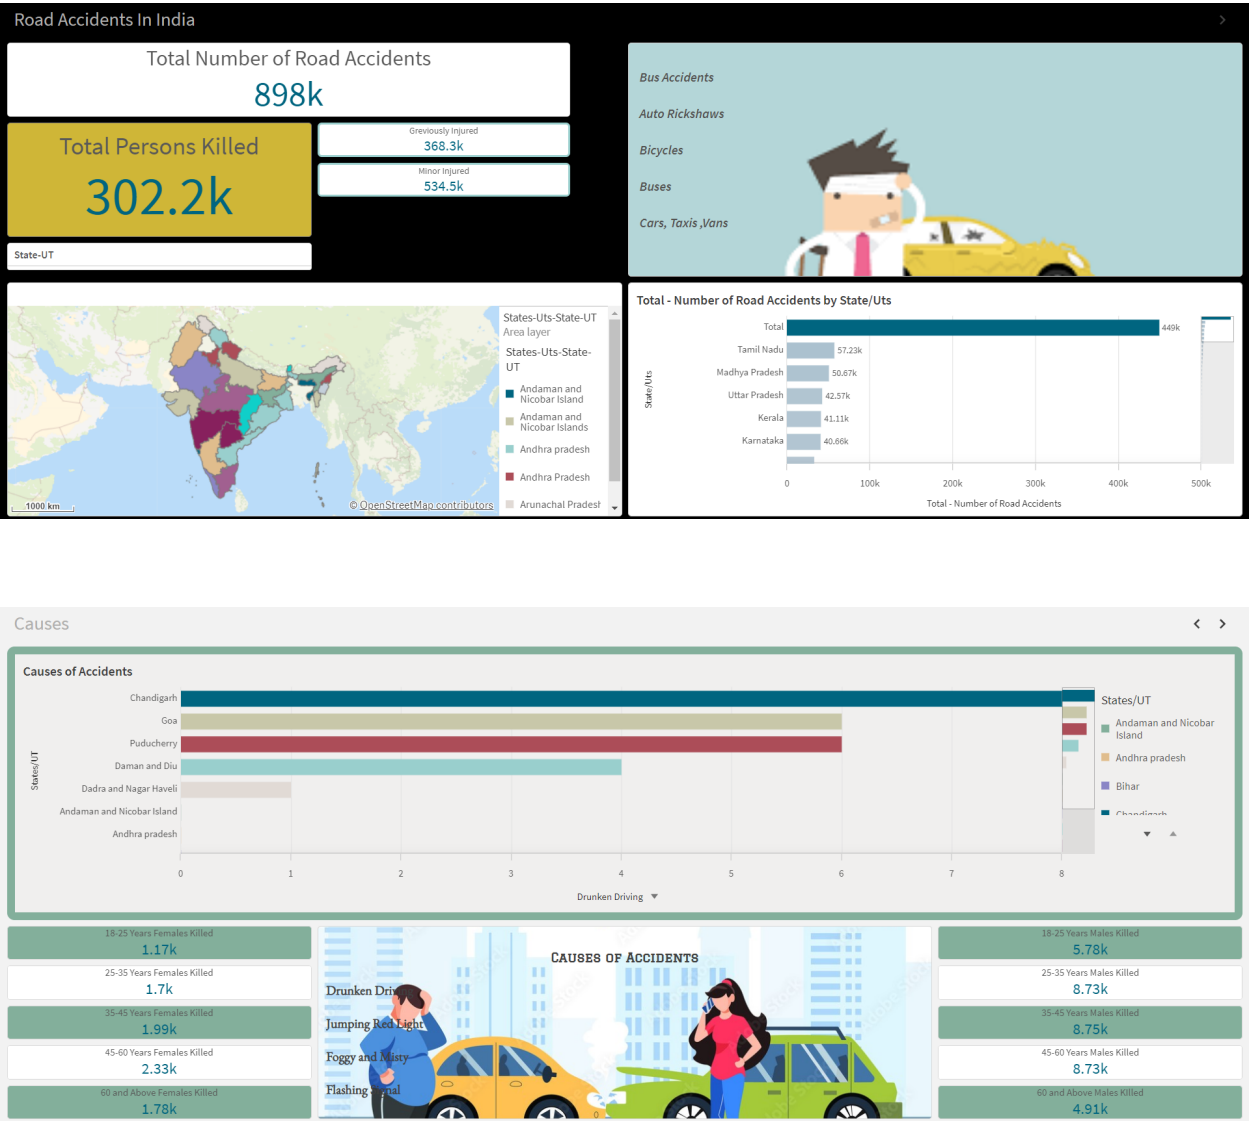 Road Accidents In India
Total Number of Road Accidents
898k
Total Persons Killed
302.2k
Greviously Injured
368.3k
Minor Injured
534.5k
State-UT
Bus Accidents
Auto Rickshaws
Bicycles
Buses
Cars, Taxis ,Vans
1000 km
© OpenStreetMap contributors
States-Uts-State-UT
Area layer
States-Uts-State-
UT
Andaman and
Nicobar Island
Andaman and
Nicobar Islands
Andhra pradesh
Andhra Pradesh
Arunachal Pradesh
Total - Number of Road Accidents by State/Uts
State/Uts
Total
449k
Tamil Nadu
57.23k
Madhya Pradesh
50.67k
Uttar Pradesh
42.57k
Kerala
41.11k
Karnataka
40.66k
0 100k 200k 300k 400k 500k
Total - Number of Road Accidents
Causes
Causes of Accidents
States/UT
Chandigarh
Goa
Puducherry
Daman and Diu
Dadra and Nagar Haveli
Andaman and Nicobar Island
Andhra pradesh
0 1 2 3 4 5 6 7 8
Drunken Driving
States/UT
Andaman and Nicobar
Island
Andhra pradesh
Bihar
Chandigarh
18-25 Years Females Killed
1.17k
25-35 Years Females Killed
1.7k
35-45 Years Females Killed
1.99k
45-60 Years Females Killed
2.33k
60 and Above Females Killed
1.78k
Causes of Accidents
Drunken Driv
Jumping Red Light
Foggy and Misty
Flashing Signal
18-25 Years Males Killed
5.78k
25-35 Years Males Killed
8.73k
35-45 Years Males Killed
8.75k
45-60 Years Males Killed
8.73k
60 and Above Males Killed
4.91k